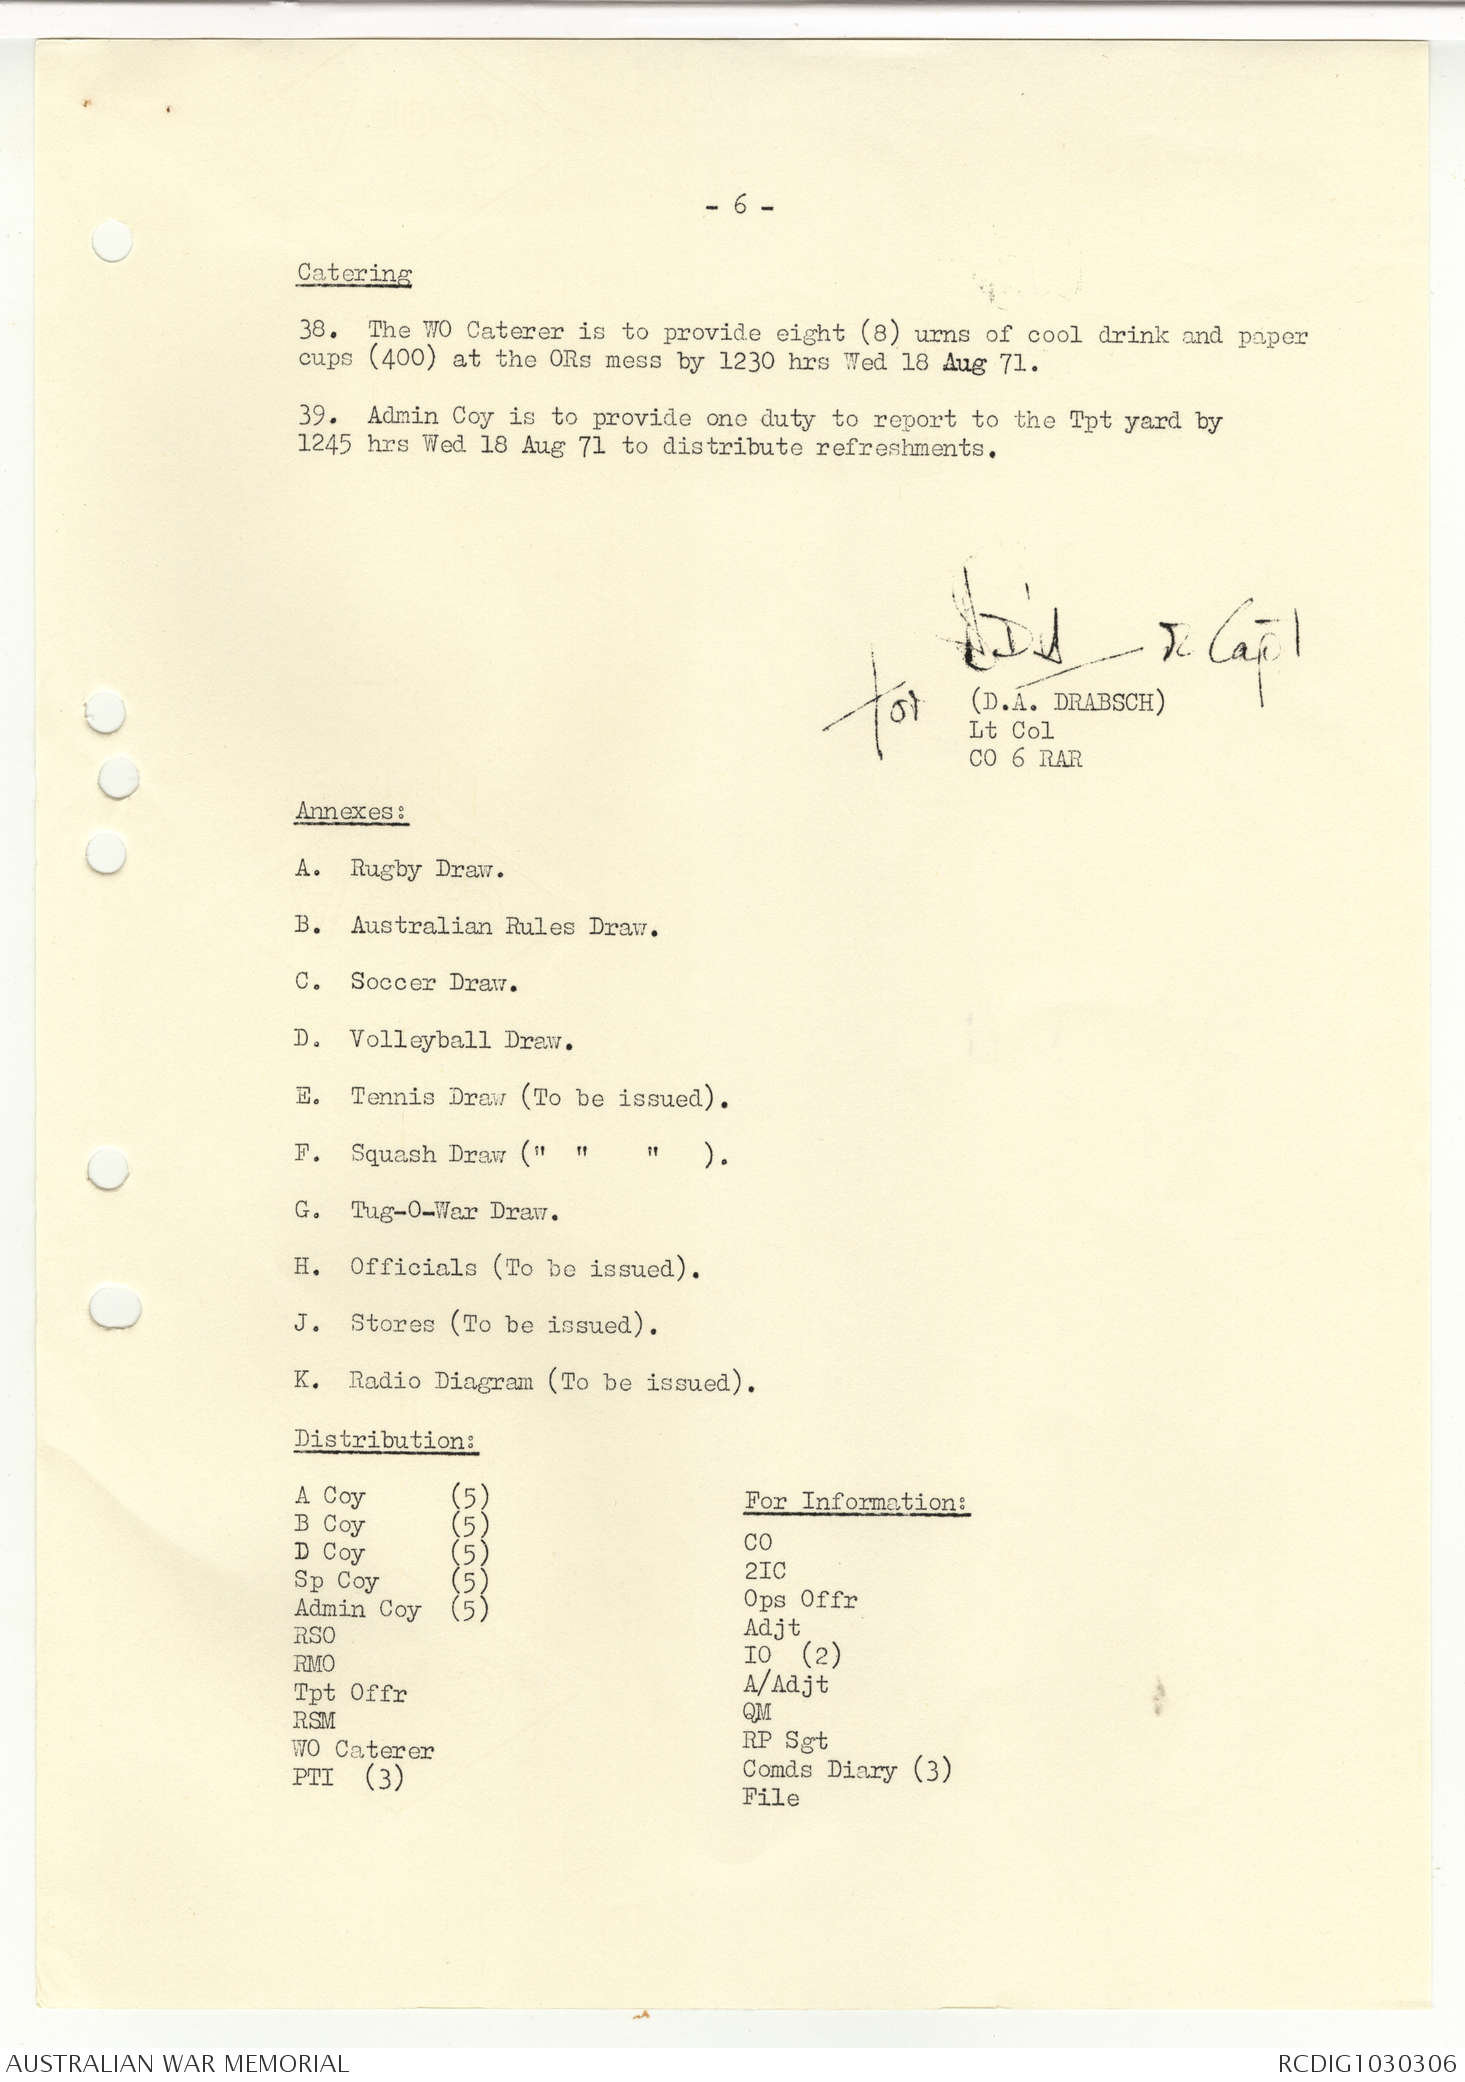 - 6 -
Catering
38.  The WO Caterer is to provide eight (8) urns of cool drink and paper
cups (400) at the ORs mess by 1230 hrs Wed 18 Aug 71.
39.  Admin Coy is to provide one duty to report to the Tpt yard by
1245 hrs Wed 18 Aug 71 to distribute refreshments.
Capt
for
(D.A. DRABSCH)
Lt Col
CO 6 RAR
Annexes:
A.  Rugby Draw.
B.  Australian Rules Draw.
C.  Soccer Draw.
D.  Volleyball Draw.
E.  Tennis Draw (To be issued).
F.  Squash Draw ("  "    "   ).
G.  Tug-O-War Draw.
H.  Officials (To be issued).
J.  Stores (To be issued).
K.  Radio Diagram (To be issued).
Distribution:
A Coy (5)
B Coy (5)
D Coy (5)
Sp Coy (5)
Admin Coy (5)
RSO
RMO
Tpt Offr
RSM
WO Caterer
PTI (3)
For Information:
CO
2IC
Ops Offr
Adjt
IO (2)
A/Adjt
QM
RP Sgt
Comds Diary (3)
File
AUSTRALIAN WAR MEMORIAL
RCDIG1030306